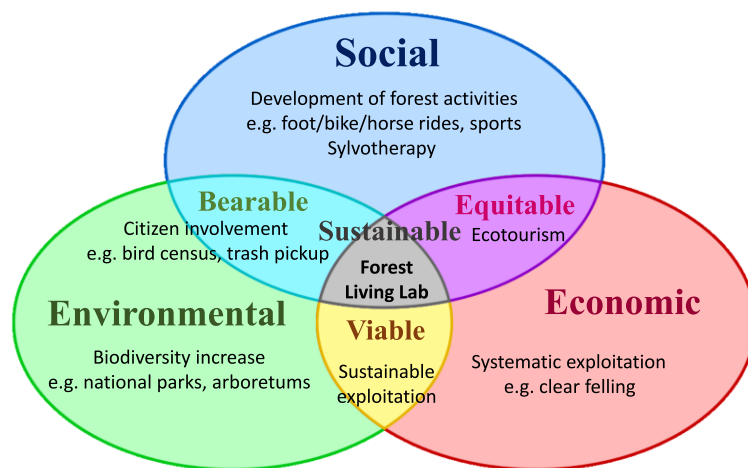 Social
Development of forest activities
e.g. foot/bike/horse rides, sports
Sylvotherapy
Bearable
Citizen involvement
e.g. bird census, trash pickup
Equitable
Ecotourism
Sustainable
Forest
Living Lab
Environmental
Biodiversity increase
e.g. national parks, arboretums
Viable
Sustainable
exploitation
Economic
Systematic exploitation
e.g. clear felling